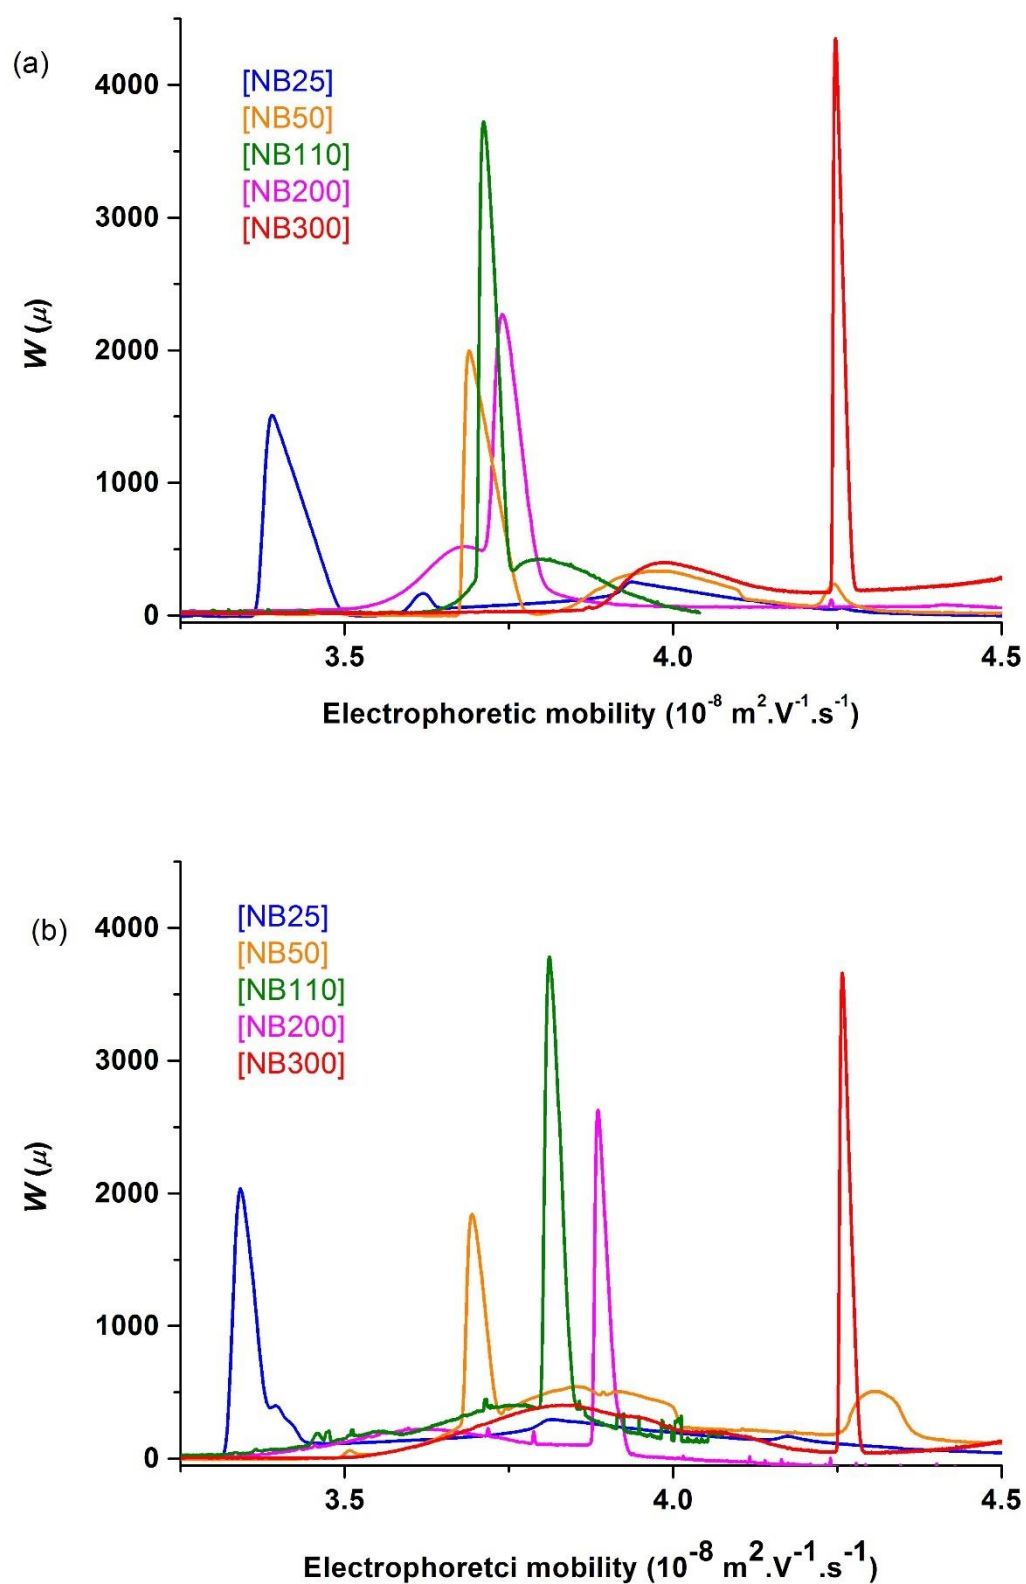 (a)
[NB25]
[NB50]
[NB110]
[NB200]
[NB300]
4000
3000
2000
1000
0
W (μ)
3.5 4.0 4.5
Electrophoretic mobility (10⁻⁸ m².V⁻¹.s⁻¹)
(b)
[NB25]
[NB50]
[NB110]
[NB200]
[NB300]
4000
3000
2000
1000
0
W (μ)
3.5 4.0 4.5
Electrophoretci mobility (10⁻⁸ m².V⁻¹.s⁻¹)